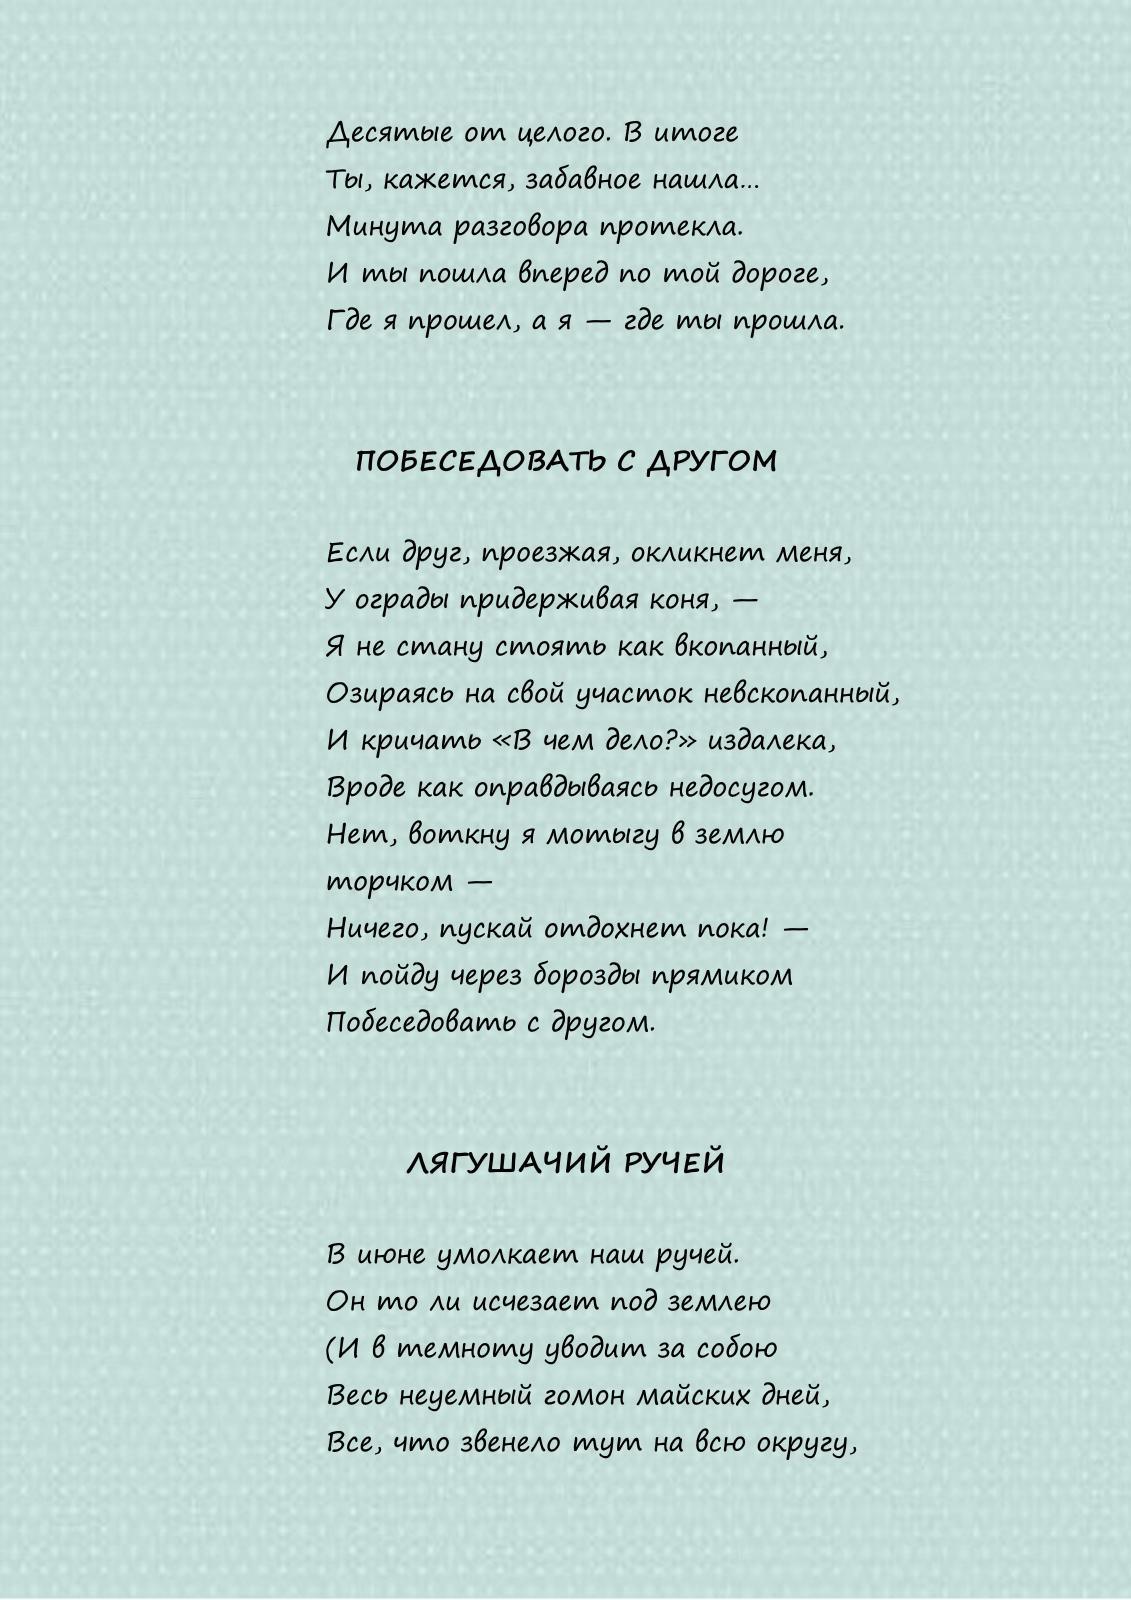 Десятые от целого. В итоге
Ты, кажется, забавное нашла...
Минута разговора протекла.
И ты пошла вперед по той дороге,
Где я прошел, а я — где ты прошла.
ПОБЕСЕДОВАТЬ С ДРУГОМ
Если друг, проезжая, окликнет меня,
У ограды придерживая коня, —
Я не стану стоять как вкопанный,
Озираясь на свой участок невскопанный,
И кричать «В чем дело?» издалека,
Вроде как оправдываясь недосугом.
Нет, воткну я мотыгу в землю
торчком —
Ничего, пускай отдохнет пока! —
И пойду через борозды прямиком
Побеседовать с другом.
ЛЯГУШАЧИЙ РУЧЕЙ
В июне умолкает наш ручей.
Он то ли исчезает под землею
(И в темноту уводит за собою
Весь неуемный гомон майских дней,
Все, что звенело тут на всю округу,